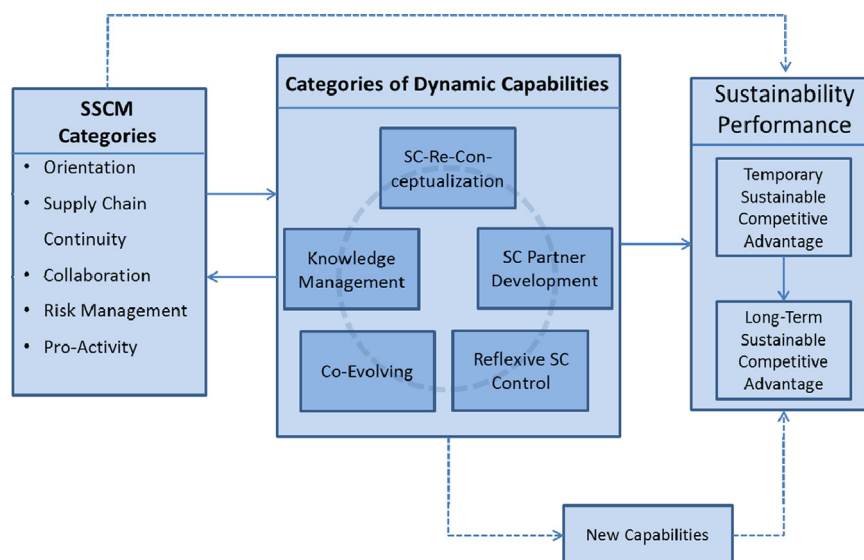 SSCM
Categories
• Orientation
• Supply Chain
Continuity
• Collaboration
• Risk Management
• Pro-Activity
Categories of Dynamic Capabilities
SC-Re-Con-
ceptualization
Knowledge
Management
SC Partner
Development
Co-Evolving
Reflexive SC
Control
Sustainability
Performance
Temporary
Sustainable
Competitive
Advantage
Long-Term
Sustainable
Competitive
Advantage
New Capabilities